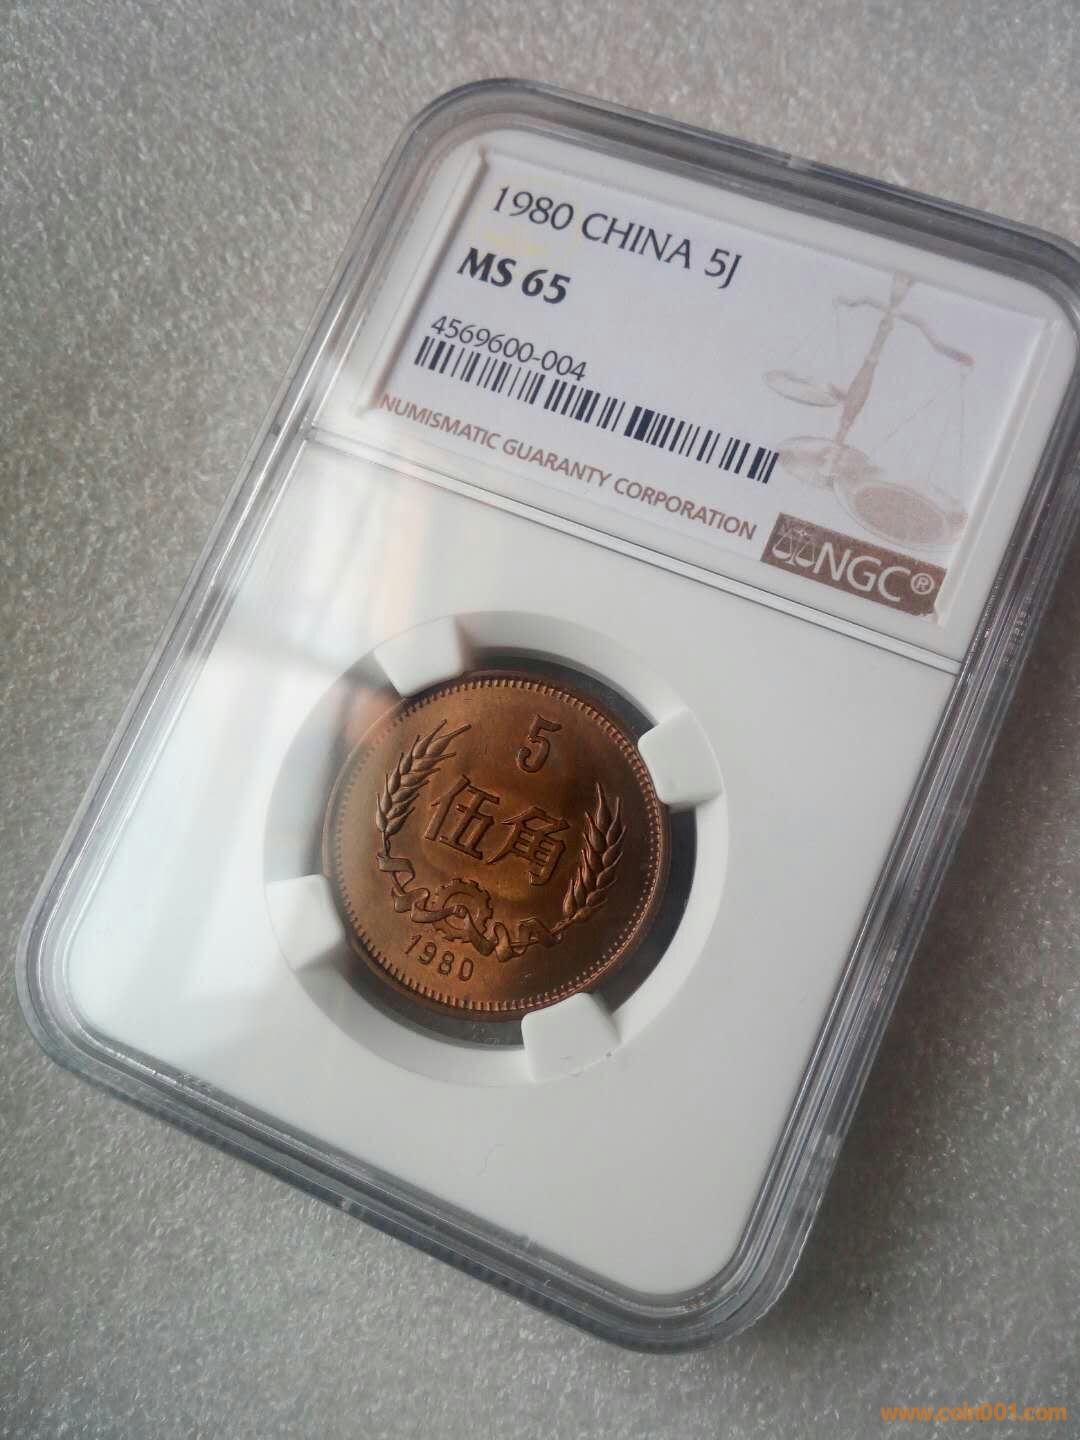 1980 CHINA 5J
MS 65
4569600-004
NUMISMATIC GUARANTY CORPORATION
NGC®
5
伍角
1980
www.coin001.com